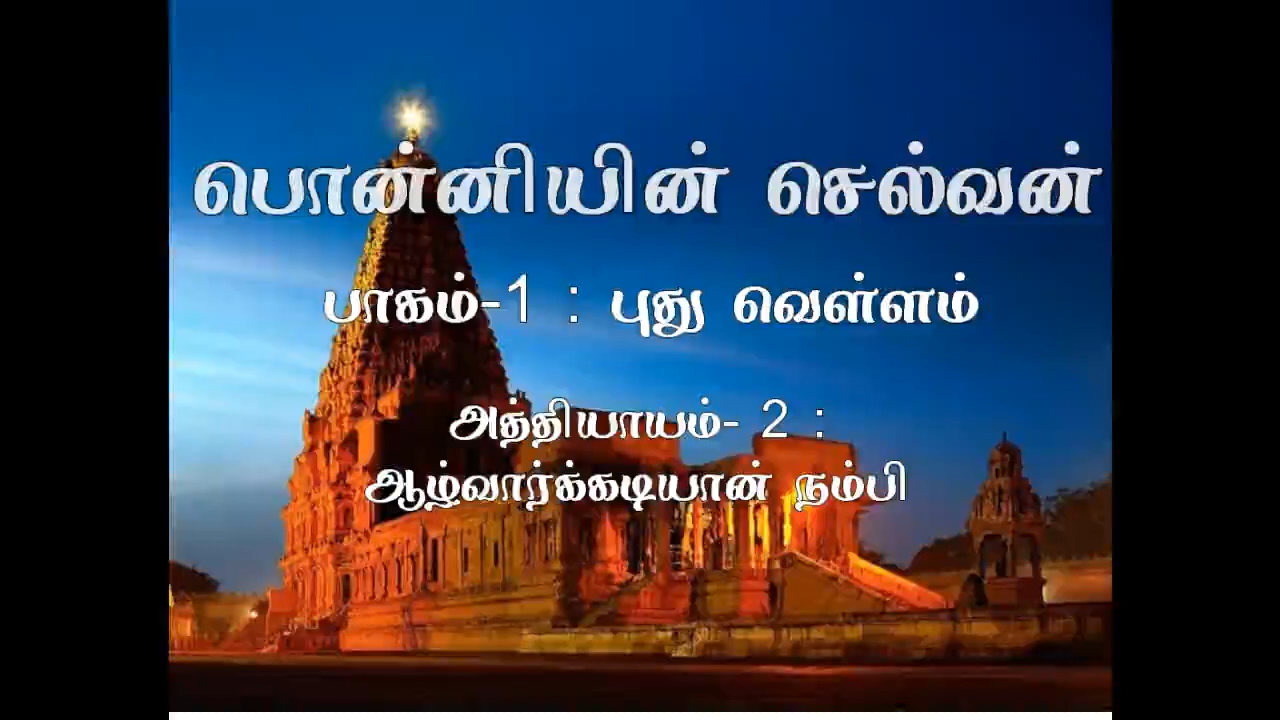 பொன்னியின் செல்வன்
பாகம்-1 : புது வெள்ளம்
அத்தியாயம்- 2 :
ஆழ்வார்க்கடியான் நம்பி